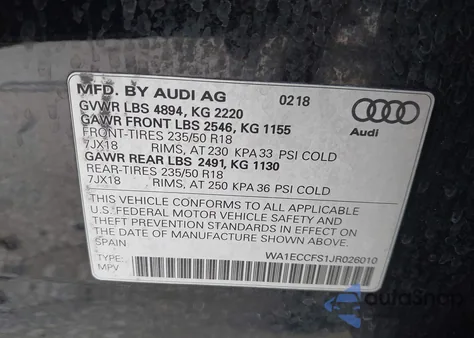 MFD. BY AUDI AG 0218
GVWR LBS 4894, KG 2220
GAWR FRONT LBS 2546, KG 1155
FRONT-TIRES 235/50 R18
7JX18 RIMS, AT 230 KPA 33 PSI COLD
GAWR REAR LBS 2491, KG 1130
REAR-TIRES 235/50 R18
7JX18 RIMS, AT 250 KPA 36 PSI COLD
Audi
THIS VEHICLE CONFORMS TO ALL APPLICABLE
U.S. FEDERAL MOTOR VEHICLE SAFETY AND
THEFT PREVENTION STANDARDS IN EFFECT ON
THE DATE OF MANUFACTURE SHOWN ABOVE
SPAIN
MPV
WA1ECCFS1JR026010
autoSnap